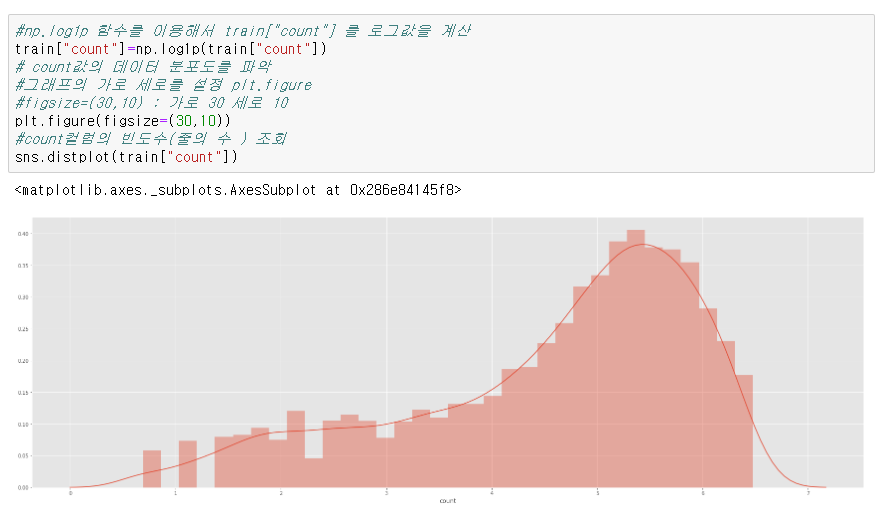 #np.log1p 함수를 이용해서 train["count"] 를 로그값을 계산
train["count"]=np.log1p(train["count"])
# count값의 데이터 분포도를 파악
#그래프의 가로 세로를 설정 plt.figure
#figsize=(30,10) : 가로 30 세로 10
plt.figure(figsize=(30,10))
#count컬럼의 빈도수(줄의 수 ) 조회
sns.distplot(train["count"])
<matplotlib.axes._subplots.AxesSubplot at 0x286e84145f8>
0.40
0.35
0.30
0.25
0.20
0.15
0.10
0.05
0.00
0 1 2 3 4 5 6 7
count